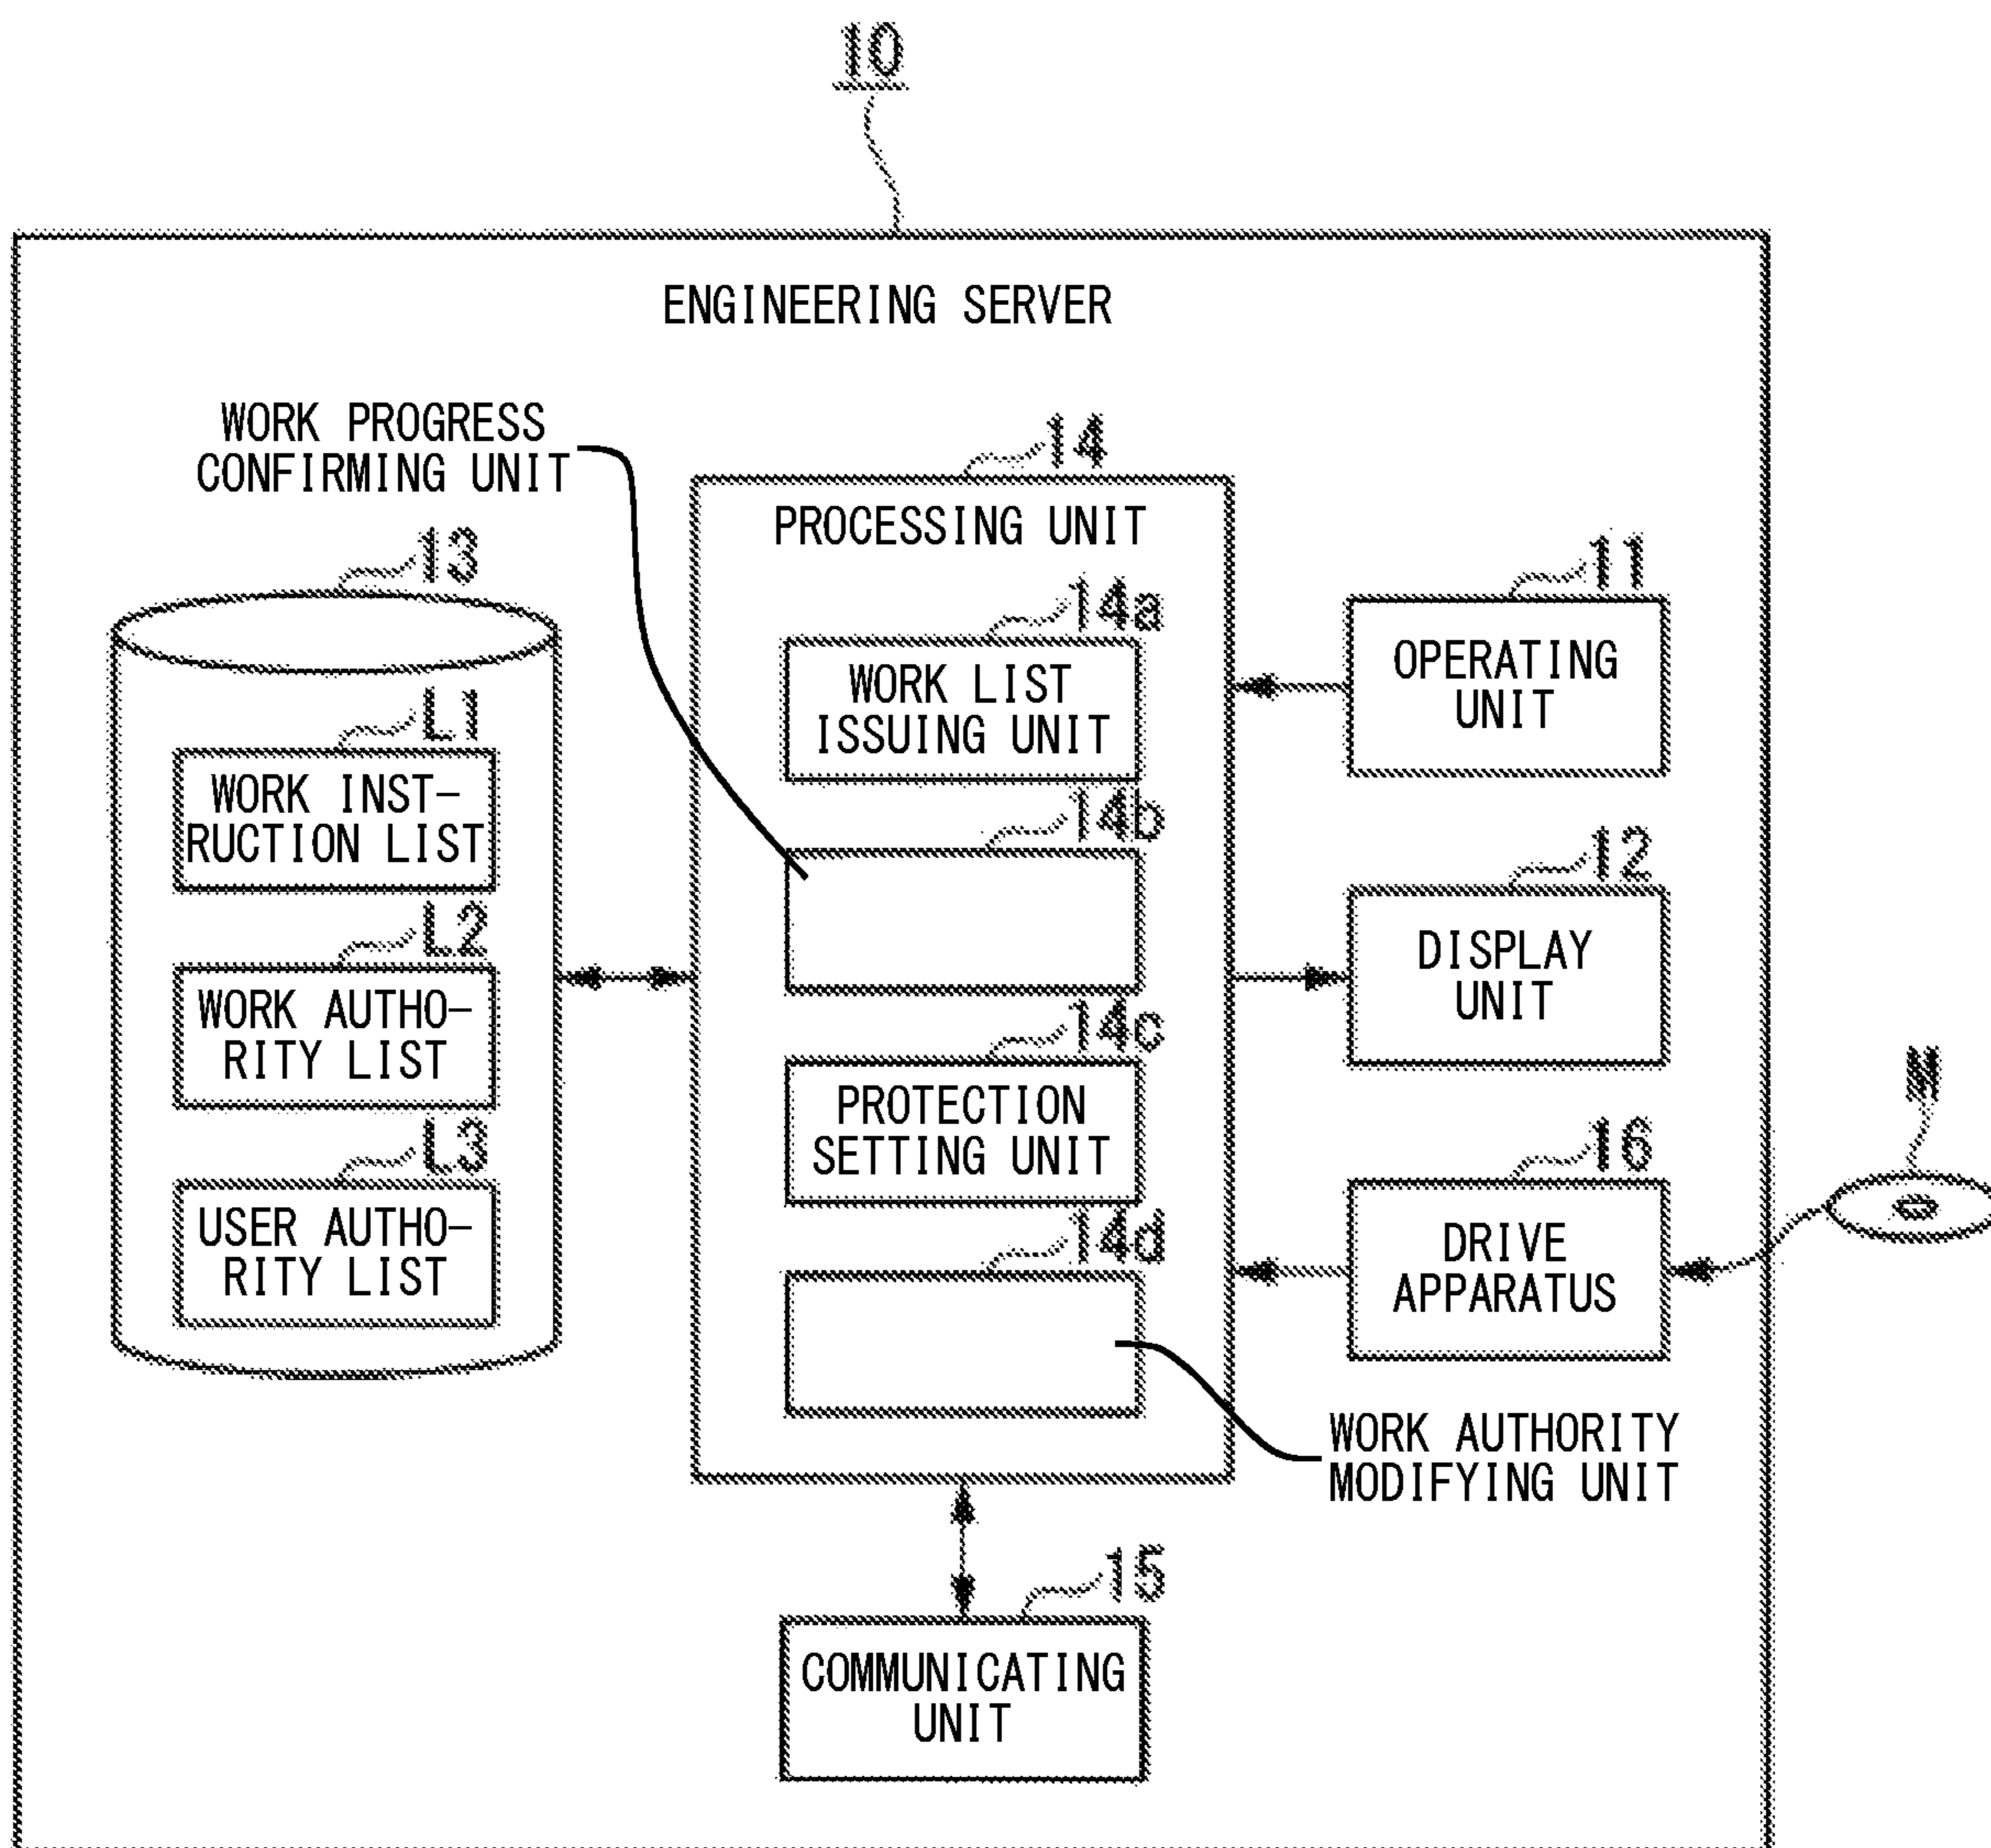 10
ENGINEERING SERVER
WORK PROGRESS
CONFIRMING UNIT
13
L1
WORK INST-
RUCTION LIST
L2
WORK AUTHO-
RITY LIST
L3
USER AUTHO-
RITY LIST
14
PROCESSING UNIT
14a
WORK LIST
ISSUING UNIT
14b
14c
PROTECTION
SETTING UNIT
14d
11
OPERATING
UNIT
12
DISPLAY
UNIT
16
DRIVE
APPARATUS
M
WORK AUTHORITY
MODIFYING UNIT
15
COMMUNICATING
UNIT